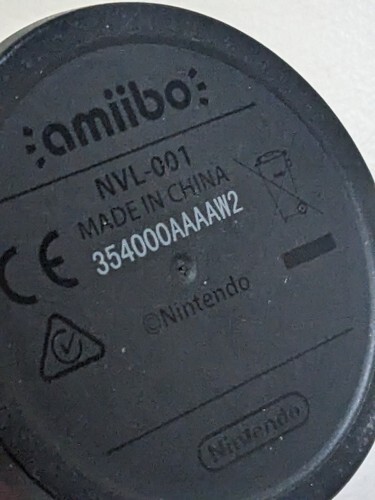 amiibo
NVL-001
MADE IN CHINA
354000AAAAW2
CE
©Nintendo
Nintendo